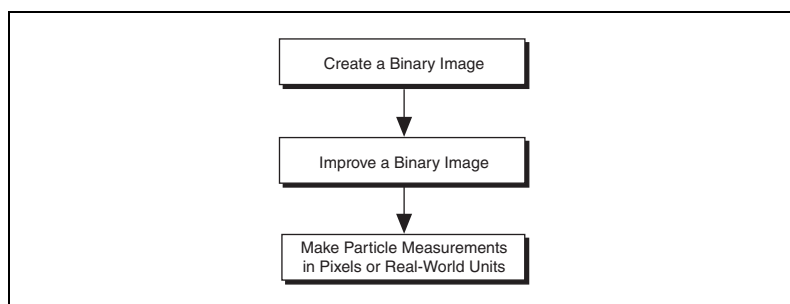 Create a Binary Image
Improve a Binary Image
Make Particle Measurements
in Pixels or Real-World Units